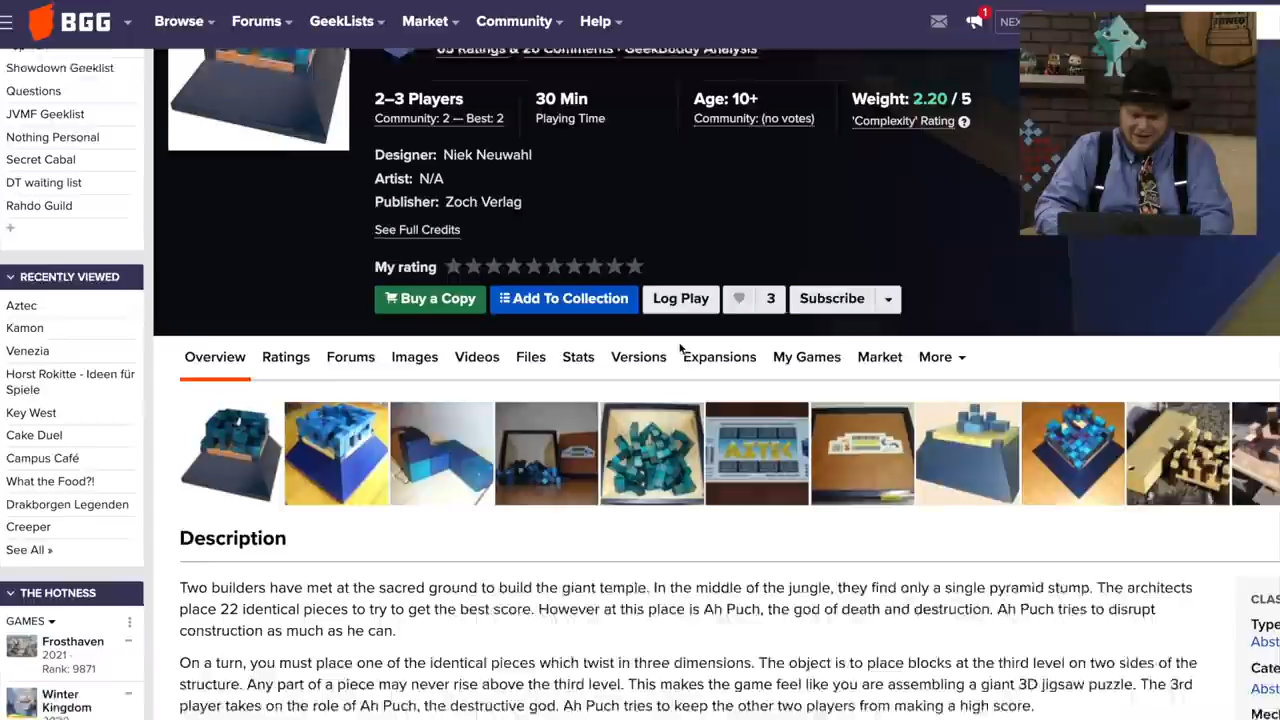 BGG
Browse
Forums
GeekLists
Market
Community
Help
1
Showdown Geeklist
Questions
JVMF Geeklist
Nothing Personal
Secret Cabal
DT waiting list
Rahdo Guild
+
RECENTLY VIEWED
Aztec
Kamon
Venezia
Horst Rokitte - Ideen für
Spiele
Key West
Cake Duel
Campus Café
What the Food?!
Drakborgen Legenden
Creeper
See All »
THE HOTNESS
GAMES
Frosthaven
2021
Rank: 9871
Winter
Kingdom
Ratings & 20 Comments · GeekBuddy Analysis
2–3 Players
Community: 2 — Best: 2
30 Min
Playing Time
Age: 10+
Community: (no votes)
Weight: 2.20 / 5
'Complexity' Rating ?
Designer: Niek Neuwahl
Artist: N/A
Publisher: Zoch Verlag
See Full Credits
My rating
Buy a Copy
Add To Collection
Log Play
3
Subscribe
Overview
Ratings
Forums
Images
Videos
Files
Stats
Versions
Expansions
My Games
Market
More
AZTEC
Description
Two builders have met at the sacred ground to build the giant temple. In the middle of the jungle, they find only a single pyramid stump. The architects
place 22 identical pieces to try to get the best score. However at this place is Ah Puch, the god of death and destruction. Ah Puch tries to disrupt
construction as much as he can.
On a turn, you must place one of the identical pieces which twist in three dimensions. The object is to place blocks at the third level on two sides of the
structure. Any part of a piece may never rise above the third level. This makes the game feel like you are assembling a giant 3D jigsaw puzzle. The 3rd
player takes on the role of Ah Puch, the destructive god. Ah Puch tries to keep the other two players from making a high score.